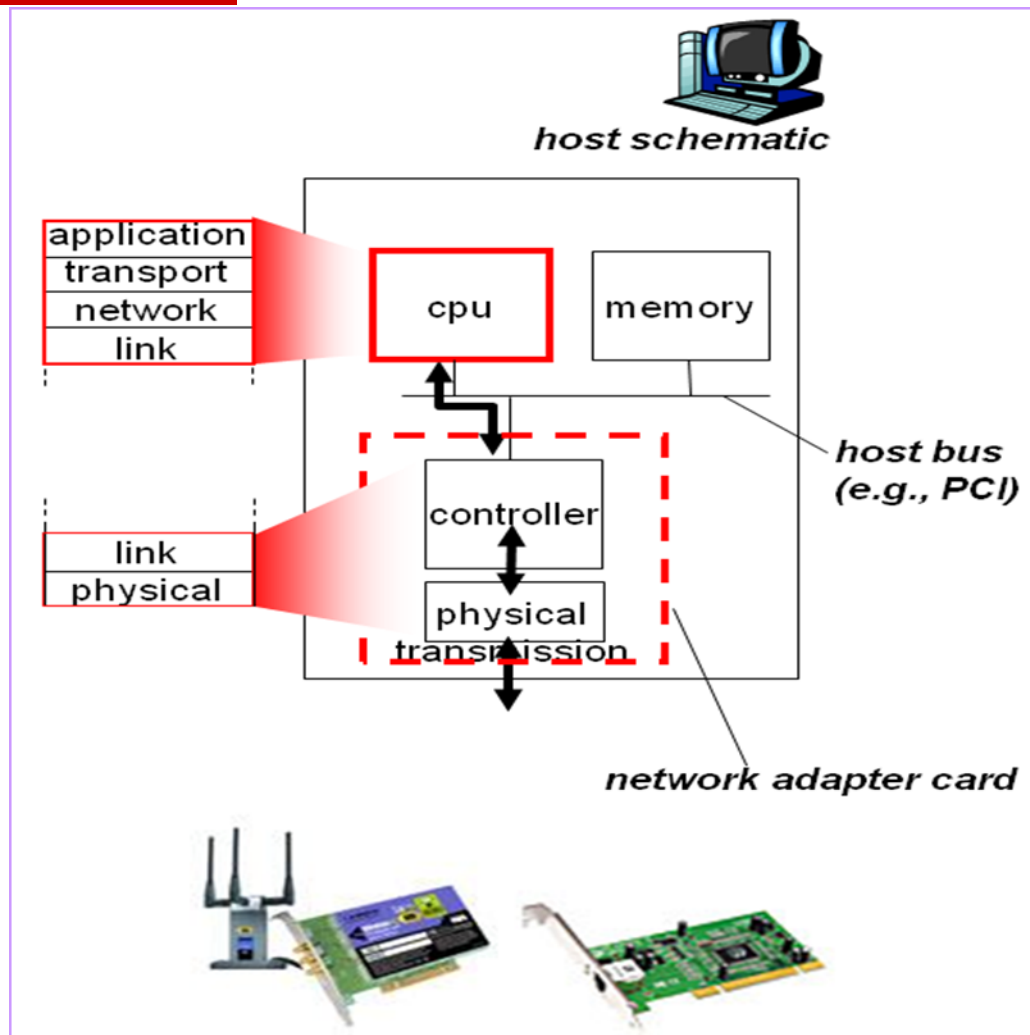 host schematic
application
transport
network
link
cpu
memory
host bus
(e.g., PCI)
controller
link
physical
physical
transmission
network adapter card